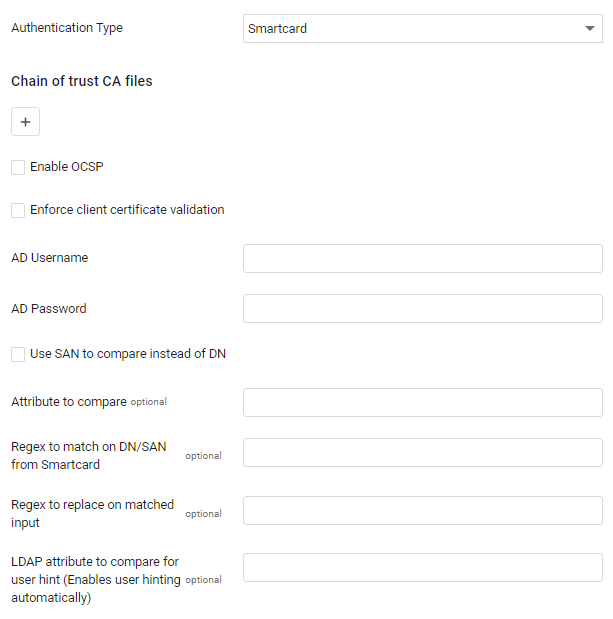 Authentication Type Smartcard
Chain of trust CA files
+
Enable OCSP
Enforce client certificate validation
AD Username
AD Password
Use SAN to compare instead of DN
Attribute to compare optional
Regex to match on DN/SAN
from Smartcard optional
Regex to replace on matched
input optional
LDAP attribute to compare for
user hint (Enables user hinting optional
automatically)